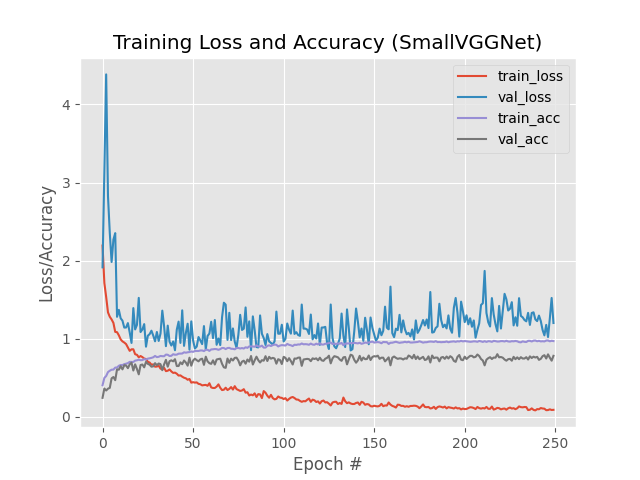 Training Loss and Accuracy (SmallVGGNet)
train_loss
val_loss
train_acc
val_acc
Loss/Accuracy
4
3
2
1
0
0 50 100 150 200 250
Epoch #